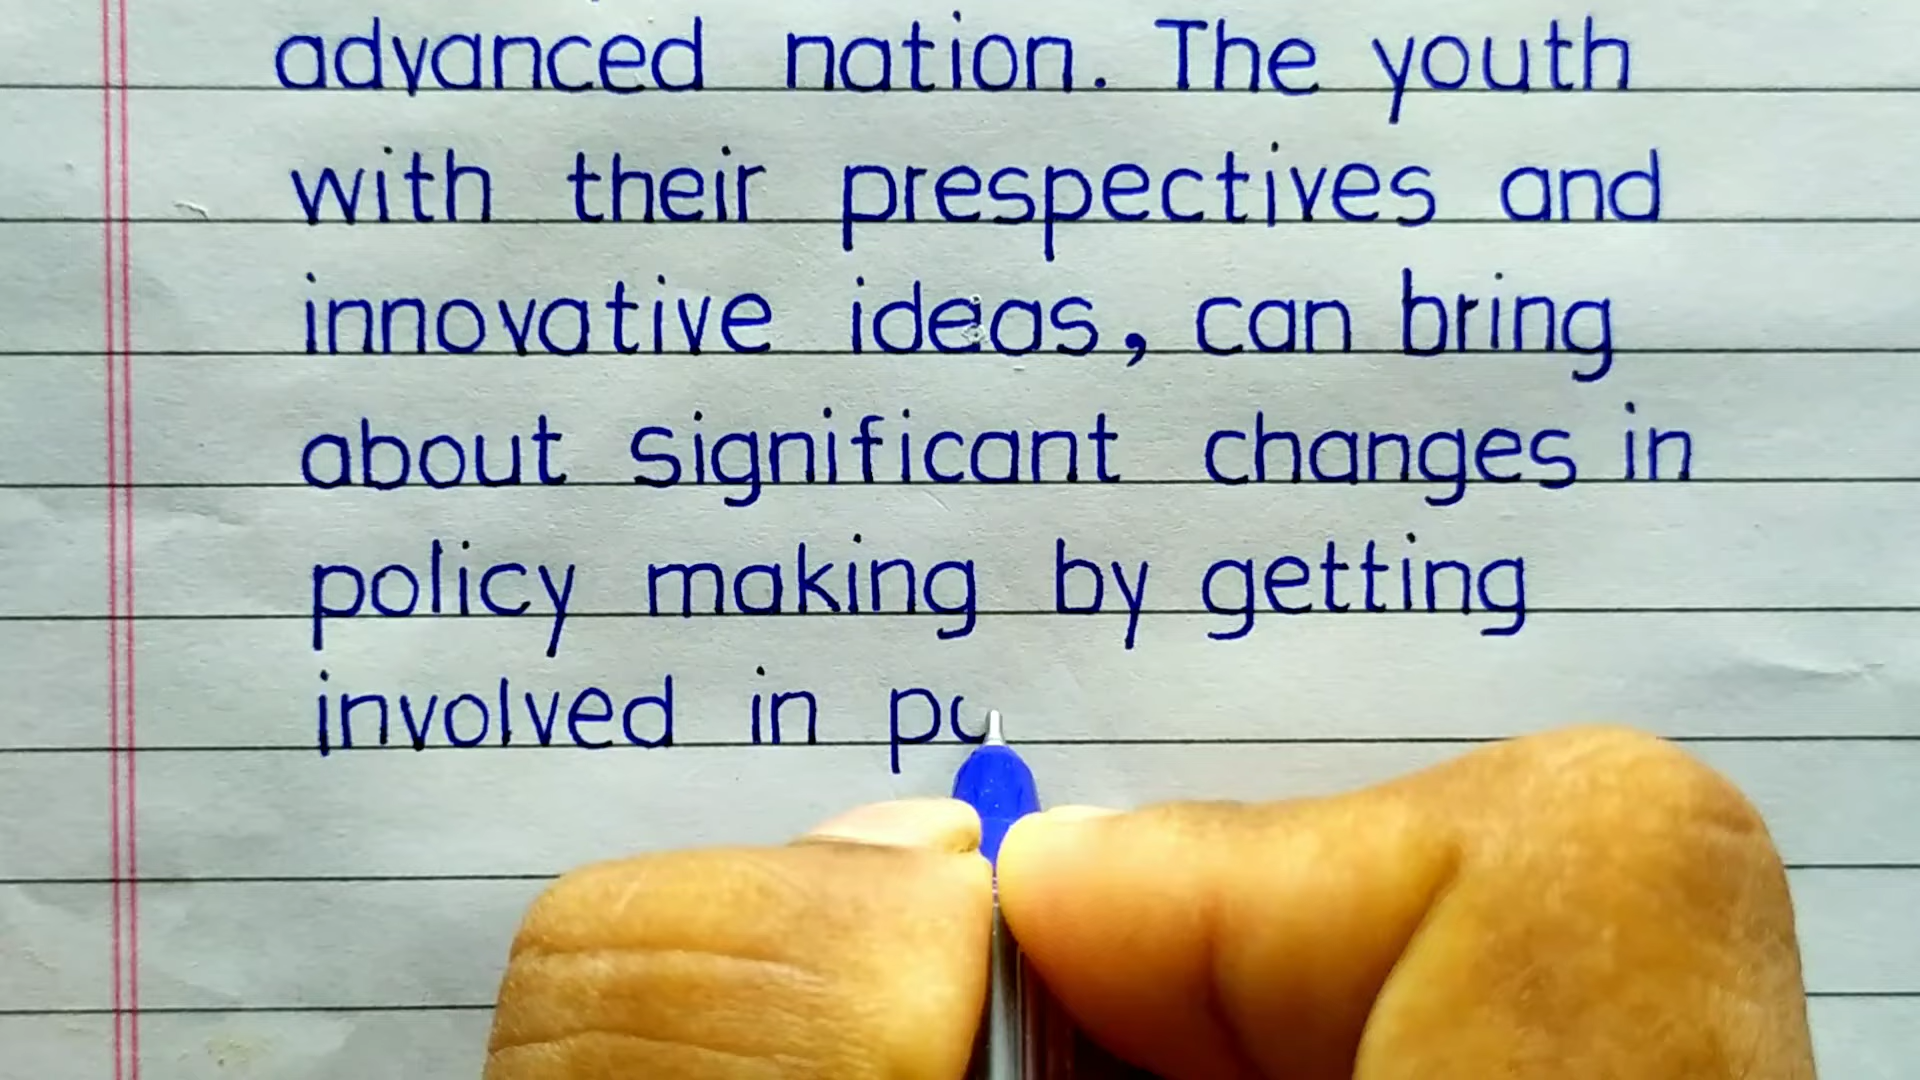 advanced nation. The youth
with their prespectives and
innovative ideas, can bring
about significant changes in
policy making by getting
involved in